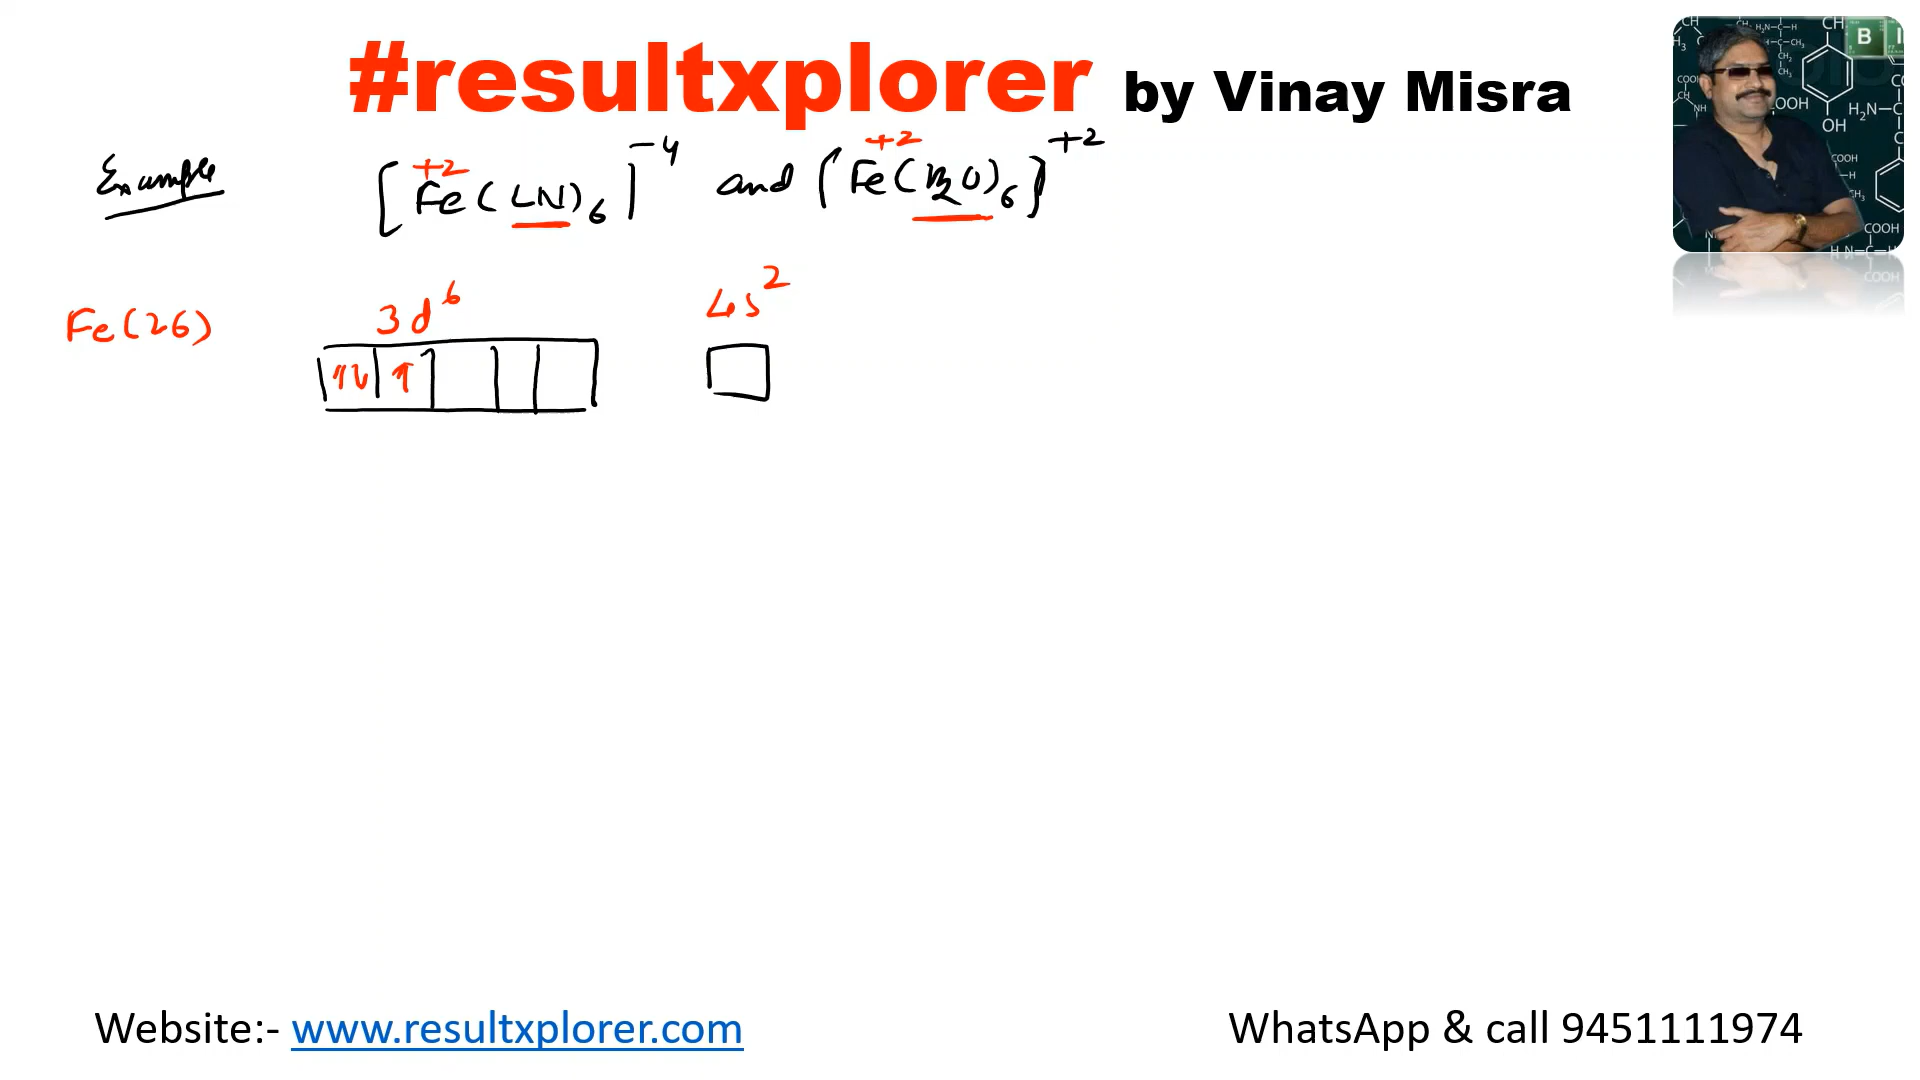 #resultxplorer by Vinay Misra
Example [Fe(CN)6]-4 and [Fe(H2O)6]+2
+2 +2
Fe(26) 3d6 4s2
↑↓ ↑
Website:- www.resultxplorer.com
WhatsApp & call 9451111974